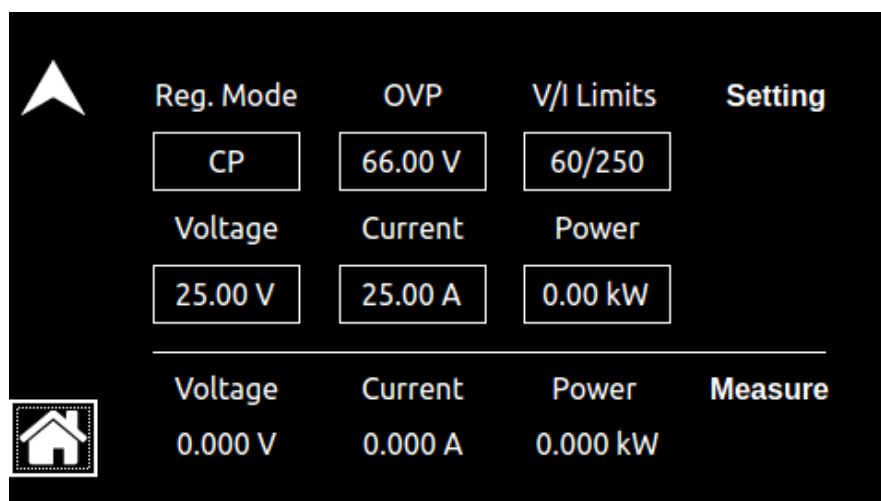 Reg. Mode OVP V/I Limits Setting
CP 66.00 V 60/250
Voltage Current Power
25.00 V 25.00 A 0.00 kW
Voltage Current Power Measure
0.000 V 0.000 A 0.000 kW